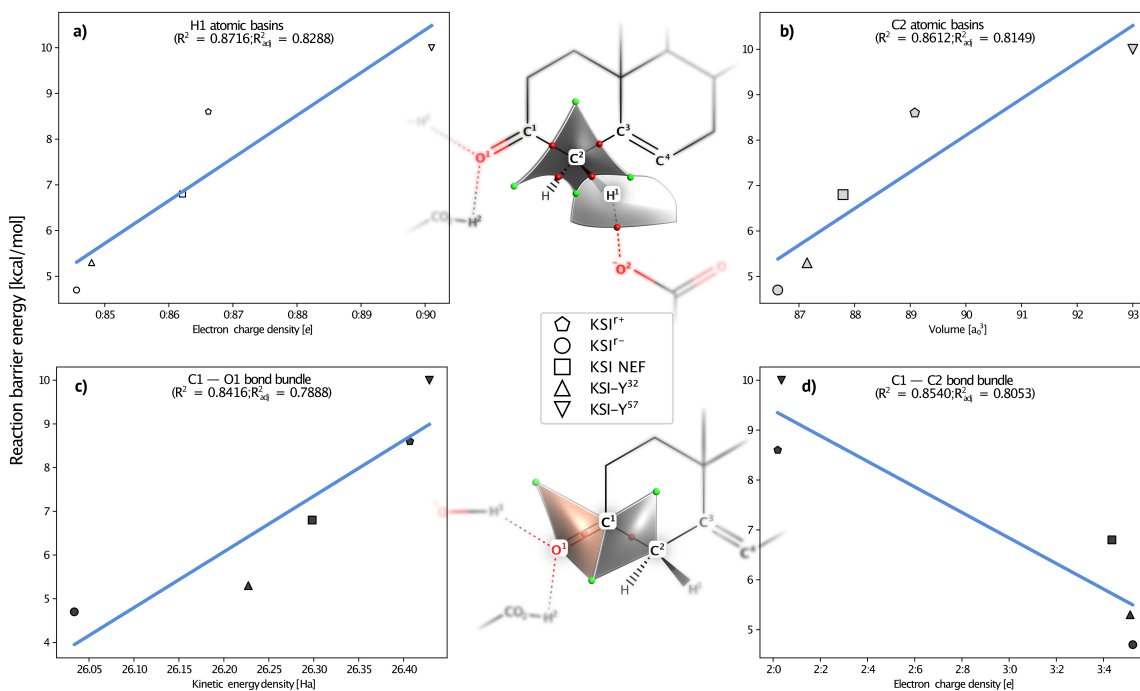 Reaction barrier energy [kcal/mol]
a)
H1 atomic basins
(R² = 0.8716;R²adj = 0.8288)
10
9
8
7
6
5
0:85 0:86 0:87 0:88 0:89 0:90
Electron charge density [e]
H³
C¹
O¹
C²
C³
C⁴
H
H¹
CO H²
⁻O²
O
b)
C2 atomic basins
(R² = 0.8612;R²adj = 0.8149)
10
9
8
7
6
5
87 88 89 90 91 92 93
Volume [a₀³]
KSIʳ⁺
KSIʳ⁻
KSI NEF
KSI–Y³²
KSI–Y⁵⁷
c)
C1 — O1 bond bundle
(R² = 0.8416;R²adj = 0.7888)
10
9
8
7
6
5
4
26.05 26.10 26.15 26.20 26.25 26.30 26.35 26.40
Kinetic energy density [Ha]
O H³
C¹
O¹
C²
C³
C⁴
H
H¹
CO₂ H²
d)
C1 — C2 bond bundle
(R² = 0.8540;R²adj = 0.8053)
10
9
8
7
6
5
2:0 2:2 2:4 2:6 2:8 3:0 3:2 3:4
Electron charge density [e]